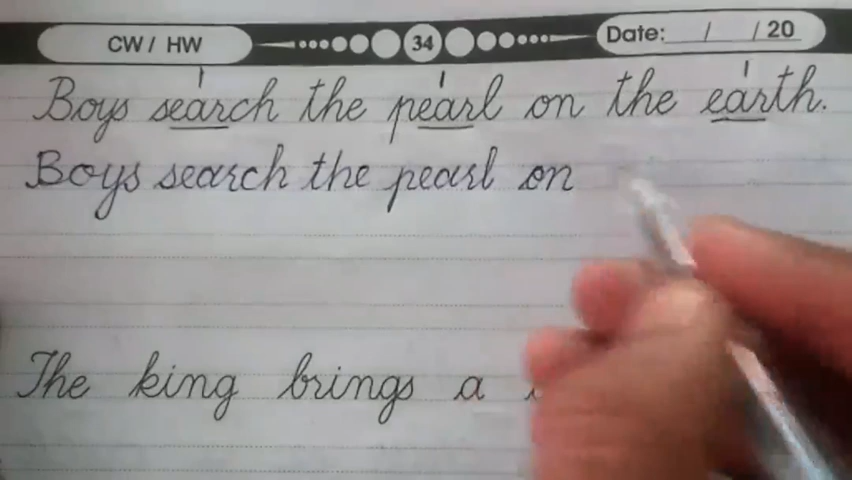 CW / HW 34 Date: / / 20
Boys search the pearl on the earth.
Boys search the pearl on
The king brings a